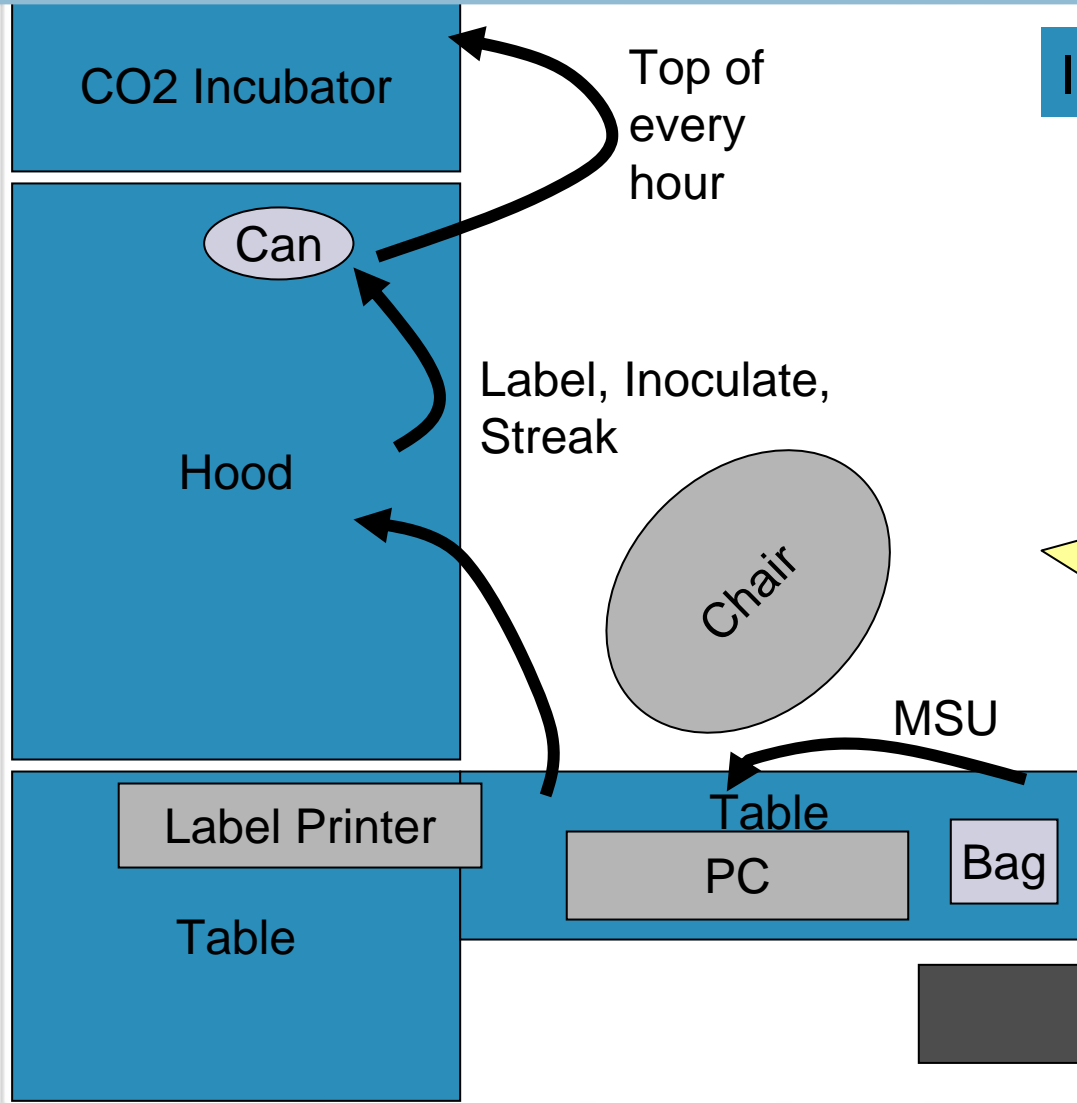 CO2 Incubator
Top of
every
hour
Can
Label, Inoculate,
Streak
Hood
Chair
MSU
Label Printer
Table
PC
Bag
Table